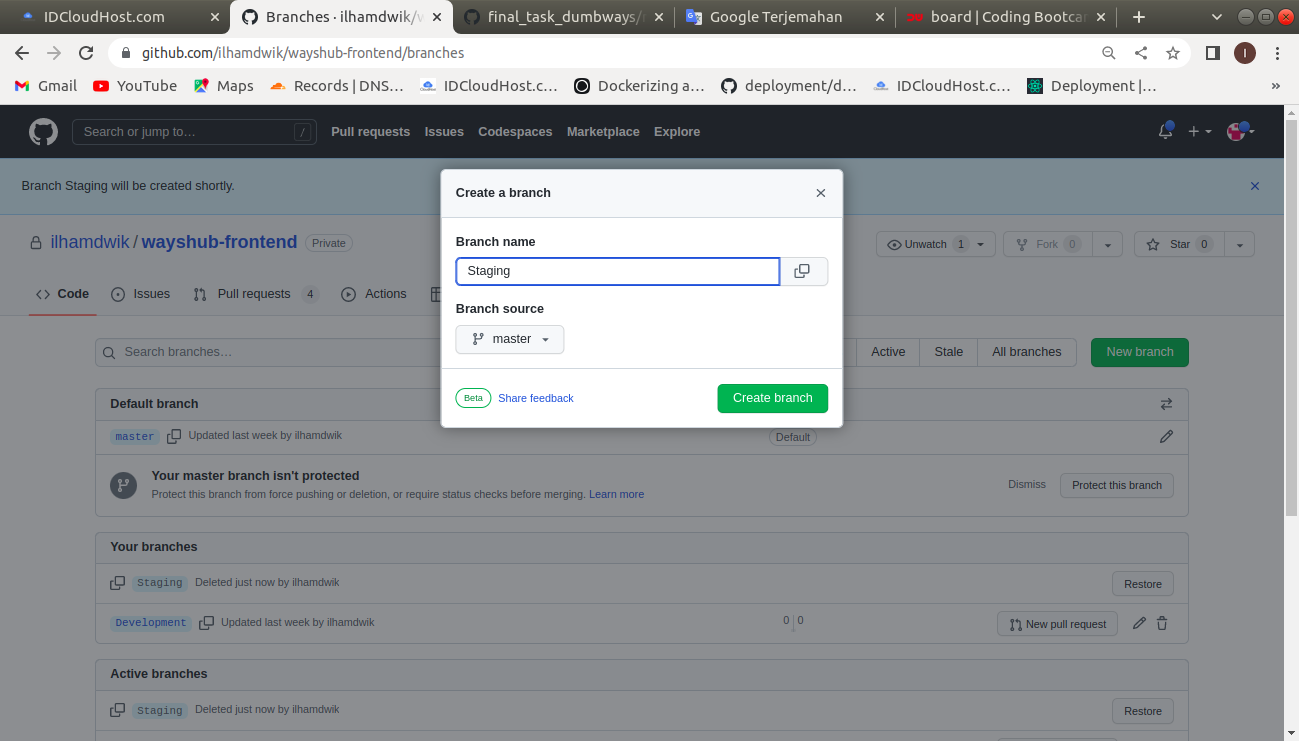 IDCloudHost.com
Branches · ilhamdwik/w
final_task_dumbways/
Google Terjemahan
board | Coding Bootcam
github.com/ilhamdwik/wayshub-frontend/branches
I
Gmail
YouTube
Maps
Records | DNS…
IDCloudHost.c…
Dockerizing a…
deployment/d…
IDCloudHost.c…
Deployment |…
»
Search or jump to…
/
Pull requests
Issues
Codespaces
Marketplace
Explore
Branch Staging will be created shortly.
ilhamdwik / wayshub-frontend
Private
Unwatch 1
Fork 0
Star 0
Code
Issues
Pull requests 4
Actions
Create a branch
Branch name
Staging
Branch source
master
Beta
Share feedback
Create branch
Search branches…
Active
Stale
All branches
New branch
Default branch
master
Updated last week by ilhamdwik
Default
Your master branch isn't protected
Protect this branch from force pushing or deletion, or require status checks before merging. Learn more
Dismiss
Protect this branch
Your branches
Staging
Deleted just now by ilhamdwik
Restore
Development
Updated last week by ilhamdwik
0 | 0
New pull request
Active branches
Staging
Deleted just now by ilhamdwik
Restore